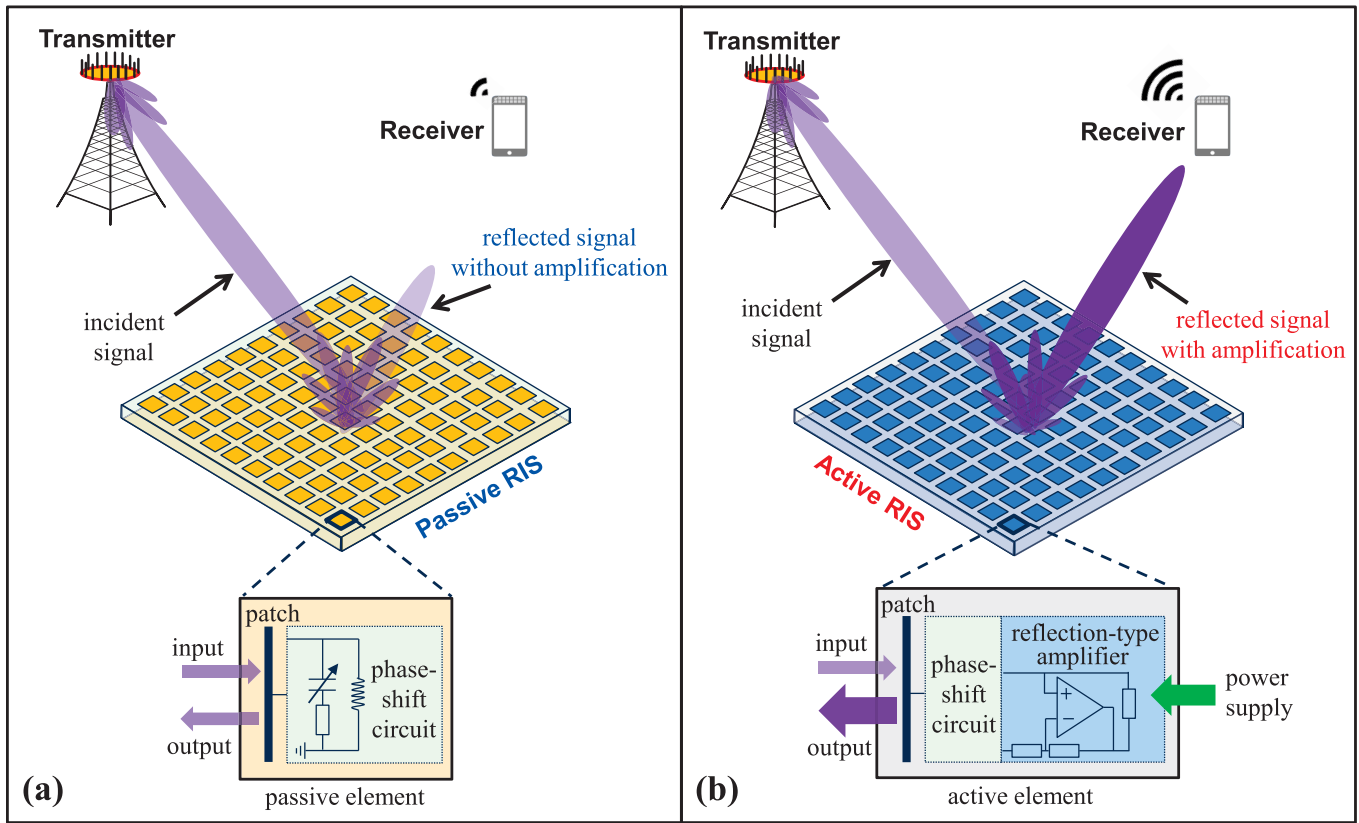 Transmitter
Receiver
reflected signal
without amplification
incident
signal
Passive RIS
patch
input
phase-
shift
circuit
output
(a)
passive element
Transmitter
Receiver
incident
signal
reflected signal
with amplification
Active RIS
patch
reflection-type
amplifier
input
phase-
shift
circuit
+
−
power
supply
output
(b)
active element